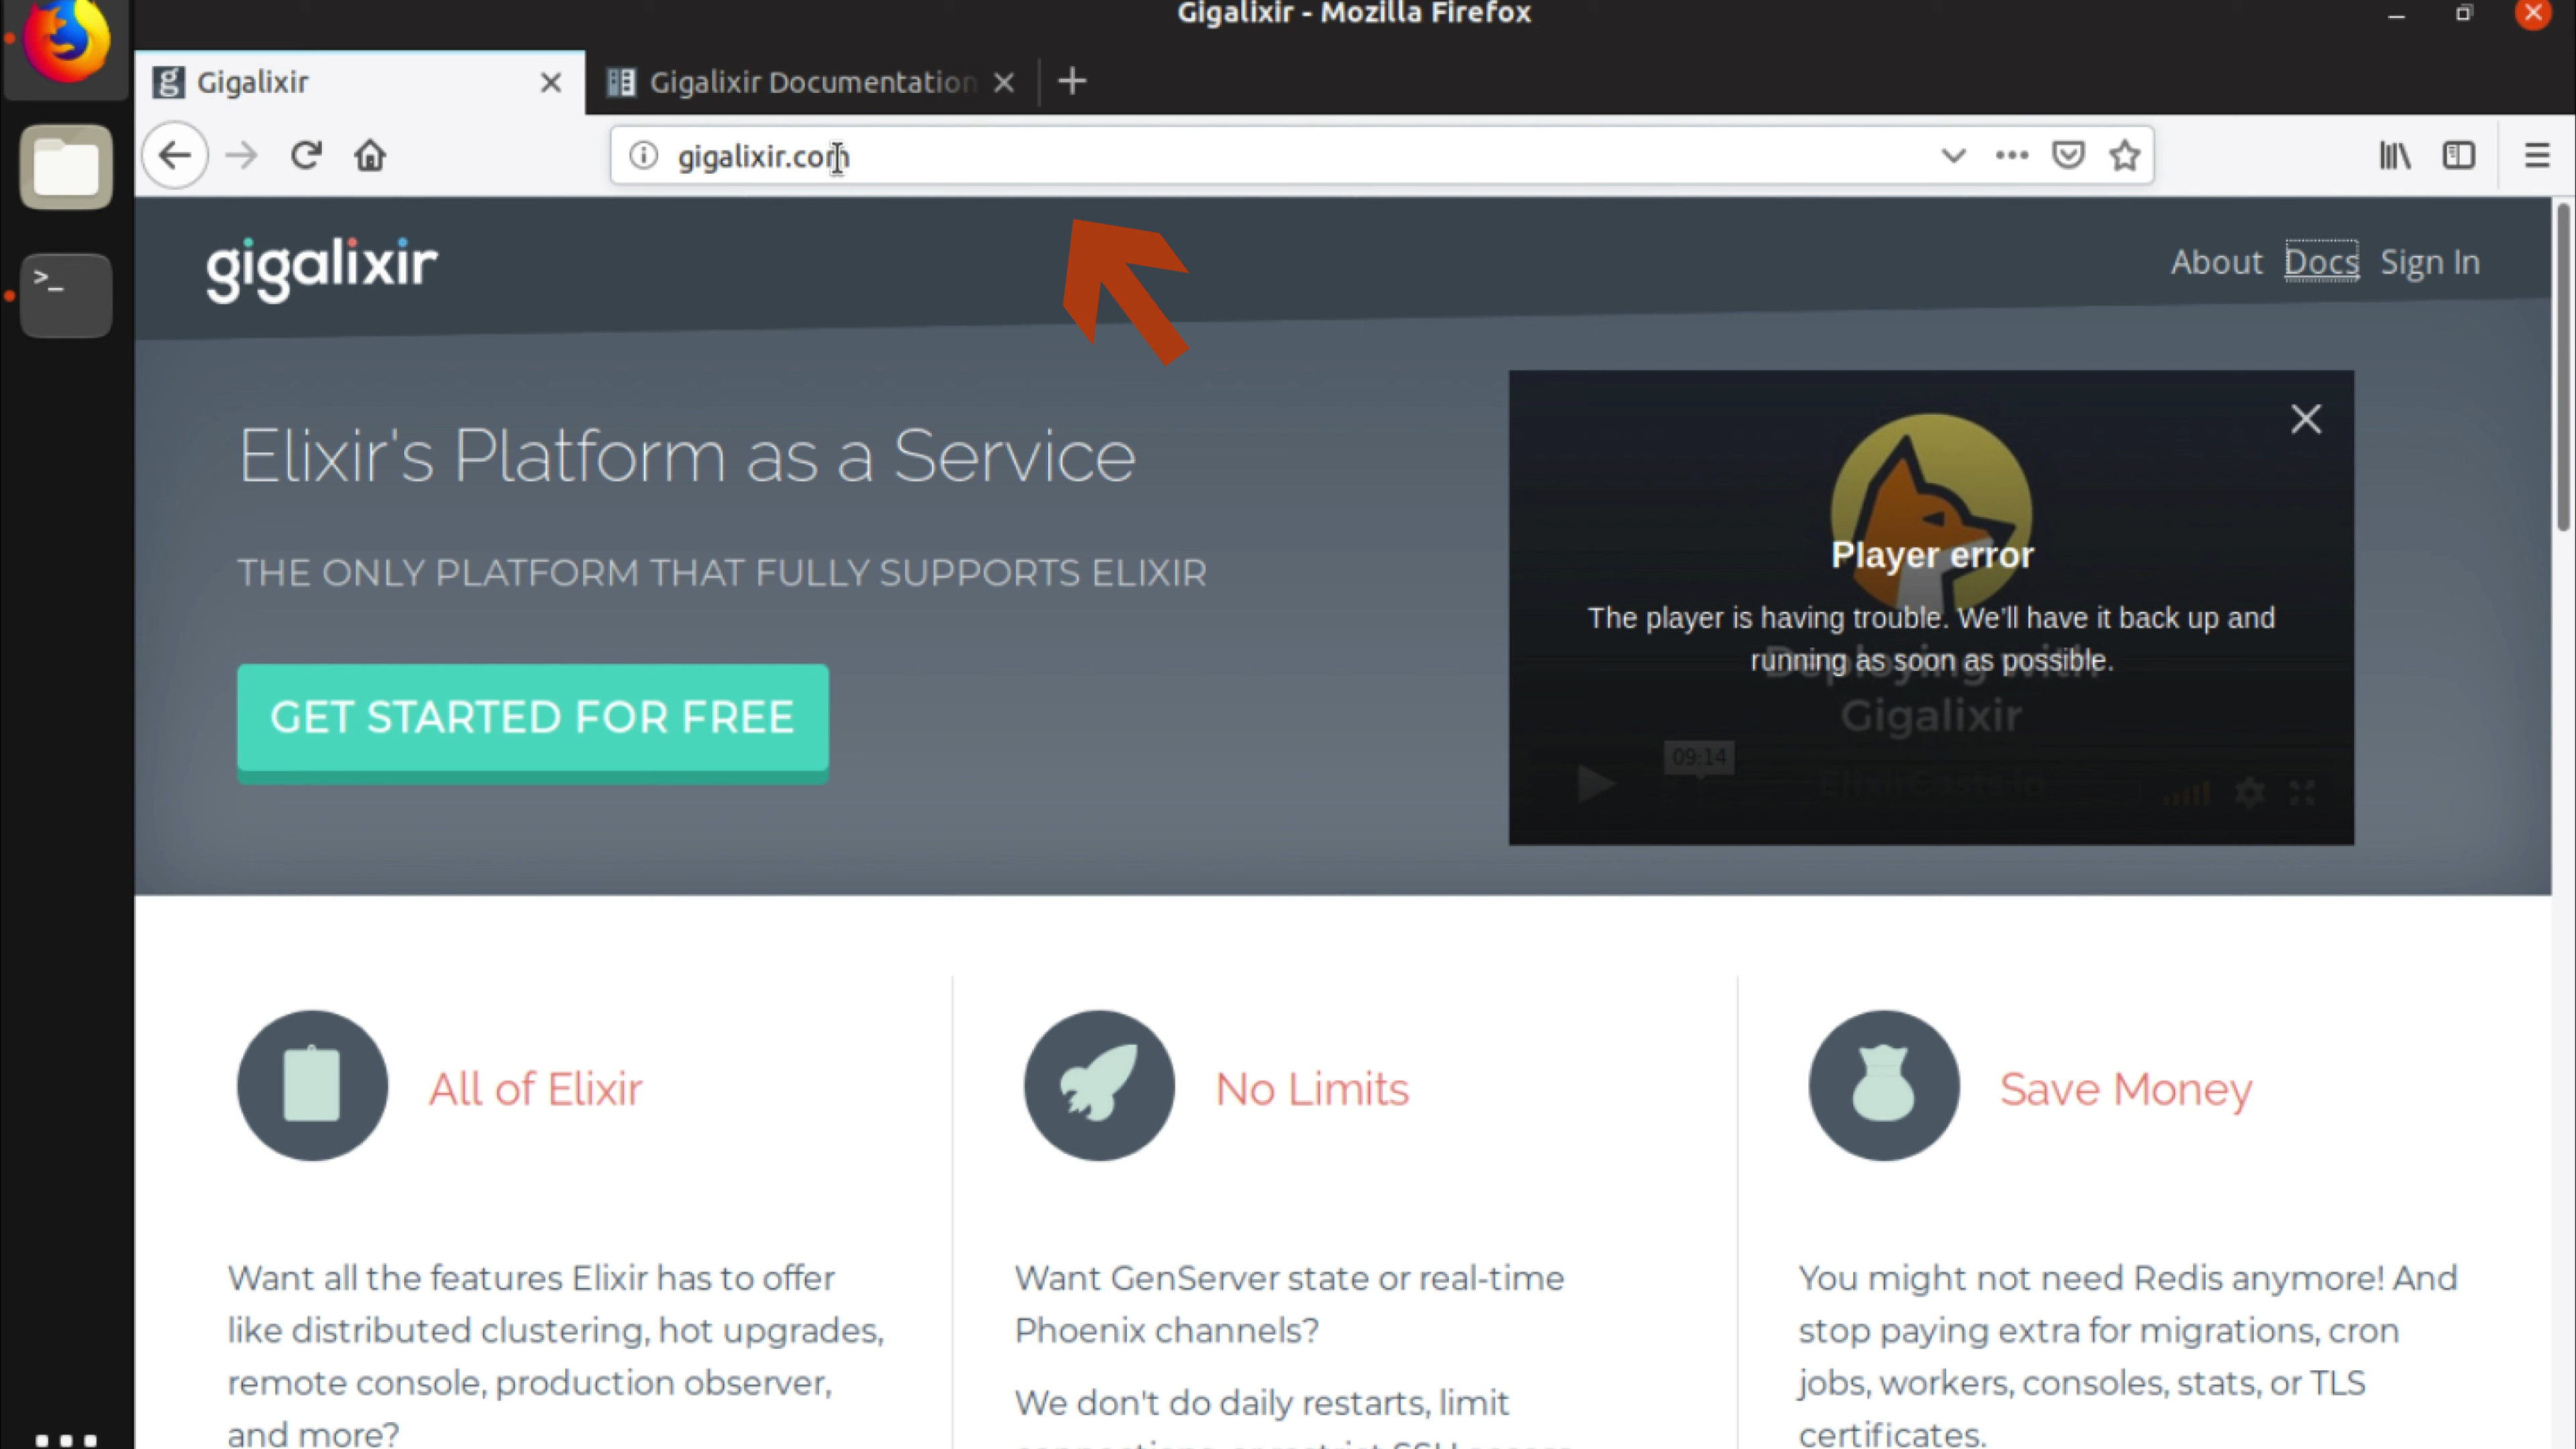 Gigalixir - Mozilla Firefox
Gigalixir
Gigalixir Documentation
gigalixir.com
gigalixir
About Docs Sign In
Elixir's Platform as a Service
THE ONLY PLATFORM THAT FULLY SUPPORTS ELIXIR
GET STARTED FOR FREE
Player error
The player is having trouble. We'll have it back up and
running as soon as possible.
Deploying with
Gigalixir
09:14
All of Elixir
Want all the features Elixir has to offer
like distributed clustering, hot upgrades,
remote console, production observer,
and more?
No Limits
Want GenServer state or real-time
Phoenix channels?
We don't do daily restarts, limit
Save Money
You might not need Redis anymore! And
stop paying extra for migrations, cron
jobs, workers, consoles, stats, or TLS
certificates.